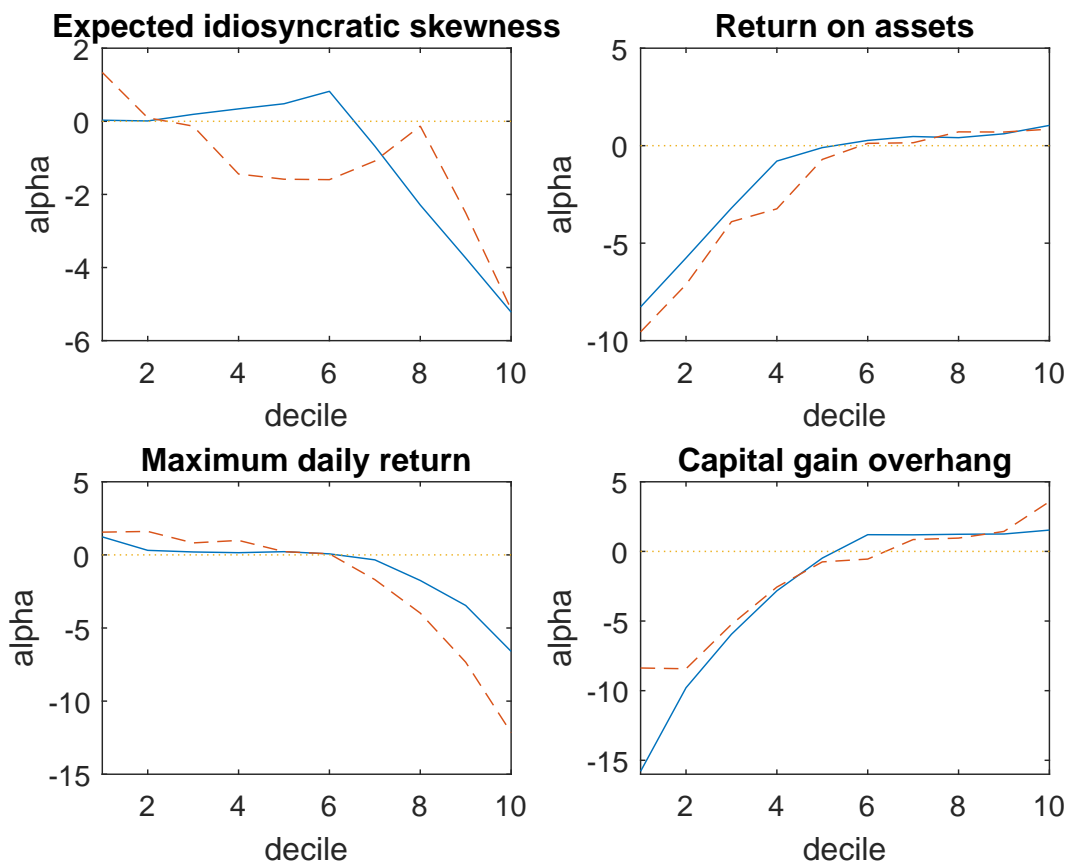 Expected idiosyncratic skewness
2
0
-2
-4
-6
alpha
2 4 6 8 10
decile
Return on assets
5
0
-5
-10
alpha
2 4 6 8 10
decile
Maximum daily return
5
0
-5
-10
-15
alpha
2 4 6 8 10
decile
Capital gain overhang
5
0
-5
-10
-15
alpha
2 4 6 8 10
decile